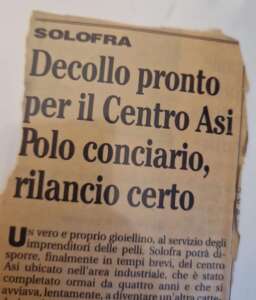 SOLOFRA
Decollo pronto
per il Centro Asi
Polo conciario,
rilancio certo
UN vero e proprio gioiellino, al servizio degli
imprenditori delle pelli. Solofra potrà di-
sporre, finalmente in tempi brevi, del centro
Asi ubicato nell'area industriale, che è stato
completato ormai da quattro anni e che si
avviava, lentamente, a diventare un'altra